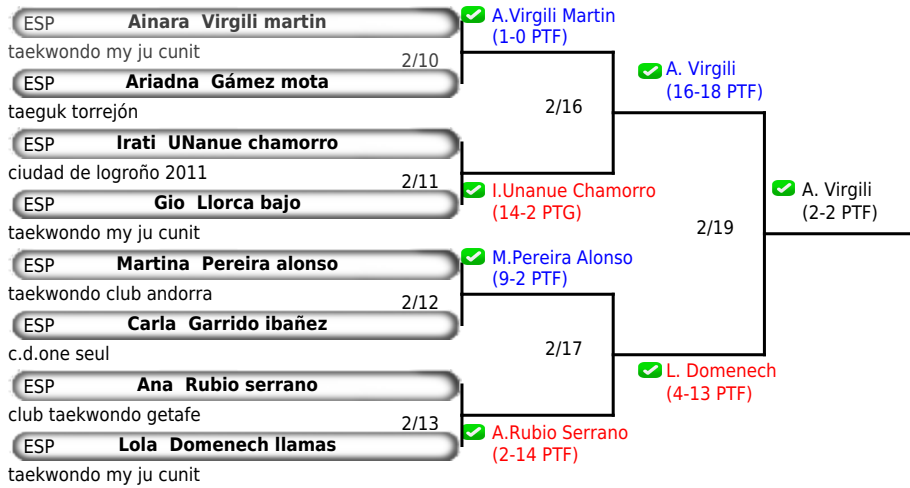 ESP Ainara Virgili martin
taekwondo my ju cunit
2/10
ESP Ariadna Gámez mota
taeguk torrejón
ESP Irati UNanue chamorro
ciudad de logroño 2011
2/11
ESP Gio Llorca bajo
taekwondo my ju cunit
ESP Martina Pereira alonso
taekwondo club andorra
2/12
ESP Carla Garrido ibañez
c.d.one seul
ESP Ana Rubio serrano
club taekwondo getafe
2/13
ESP Lola Domenech llamas
taekwondo my ju cunit
A.Virgili Martin
(1-0 PTF)
2/16
I.Unanue Chamorro
(14-2 PTG)
M.Pereira Alonso
(9-2 PTF)
2/17
A.Rubio Serrano
(2-14 PTF)
A. Virgili
(16-18 PTF)
2/19
L. Domenech
(4-13 PTF)
A. Virgili
(2-2 PTF)